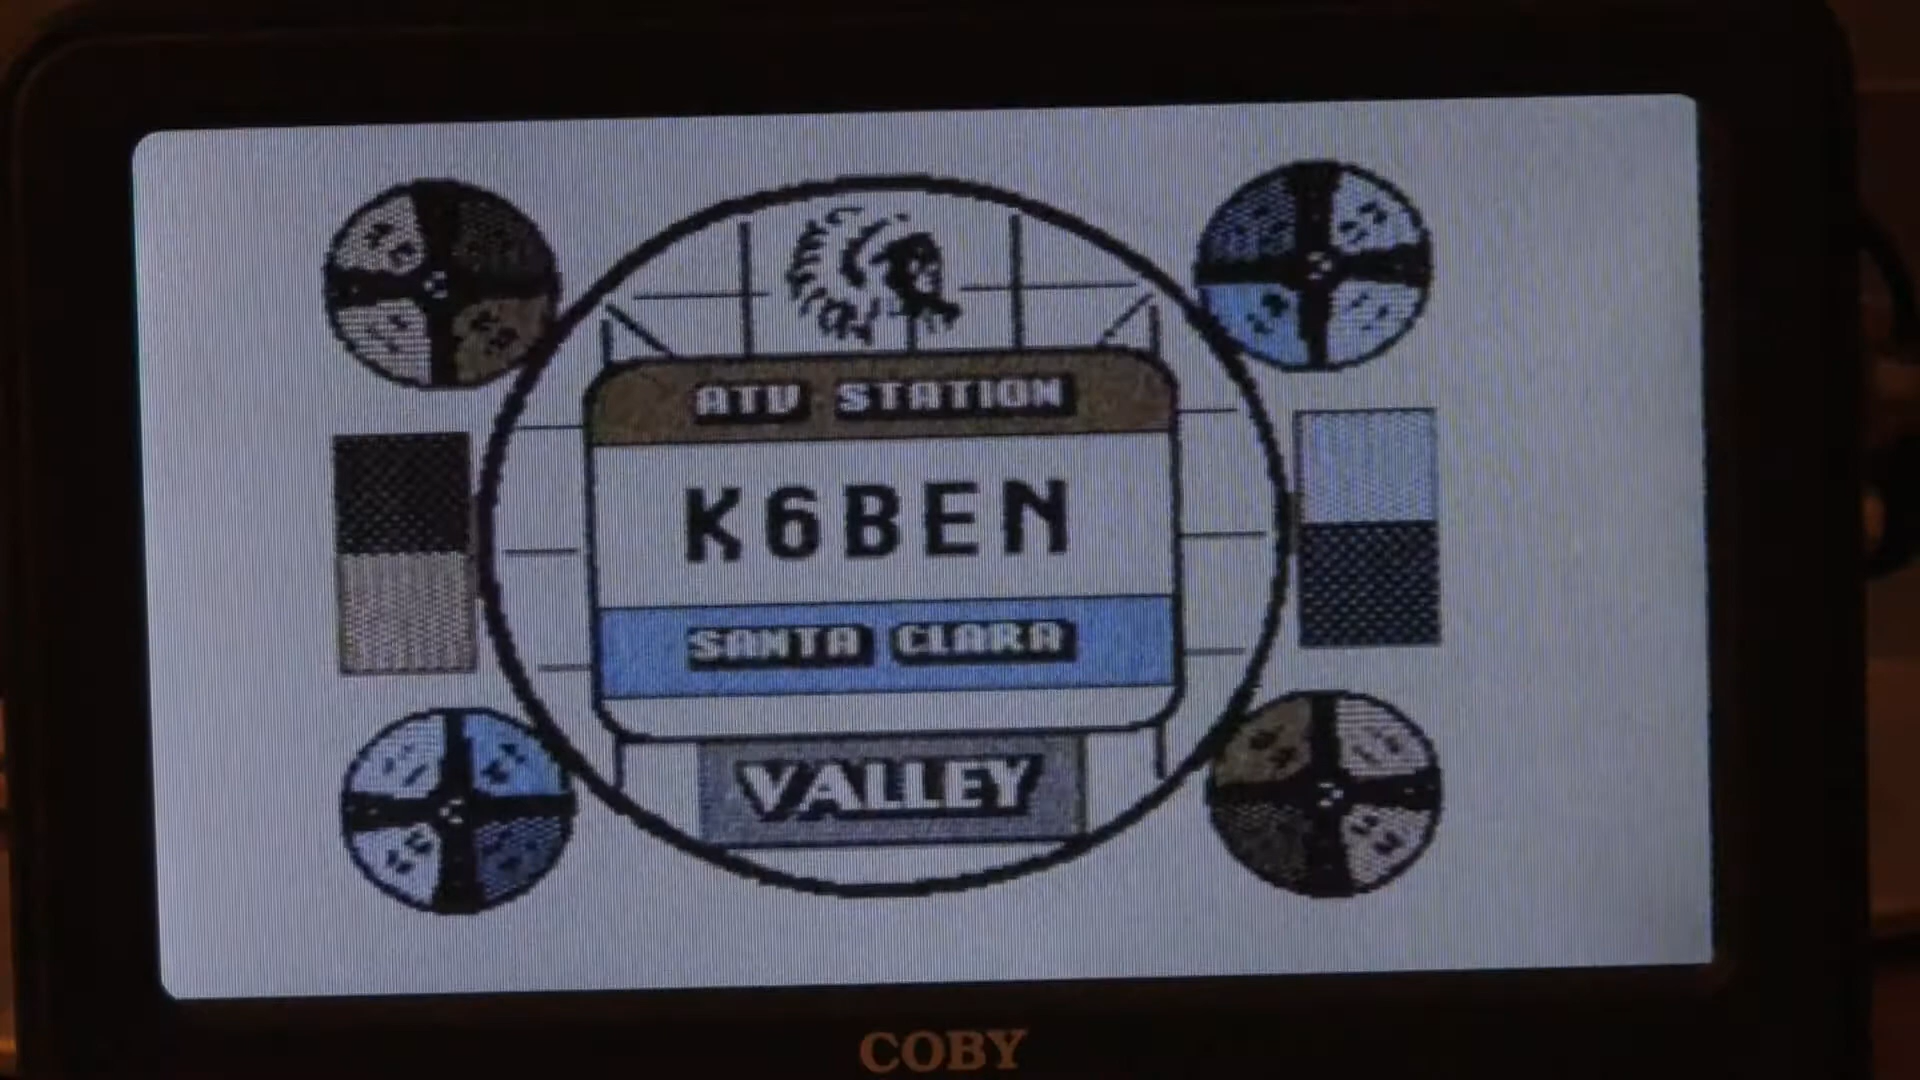 ATV STATION
K6BEN
SANTA CLARA
VALLEY
COBY